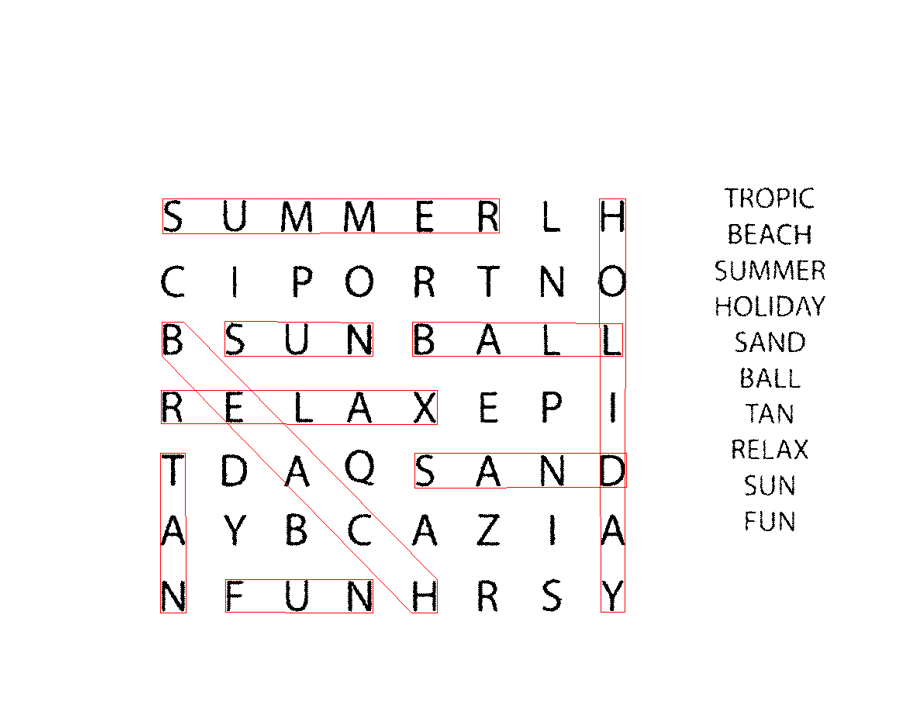 S U M M E R L H
C I P O R T N O
B S U N B A L L
R E L A X E P I
T D A Q S A N D
A Y B C A Z I A
N F U N H R S Y
TROPIC
BEACH
SUMMER
HOLIDAY
SAND
BALL
TAN
RELAX
SUN
FUN